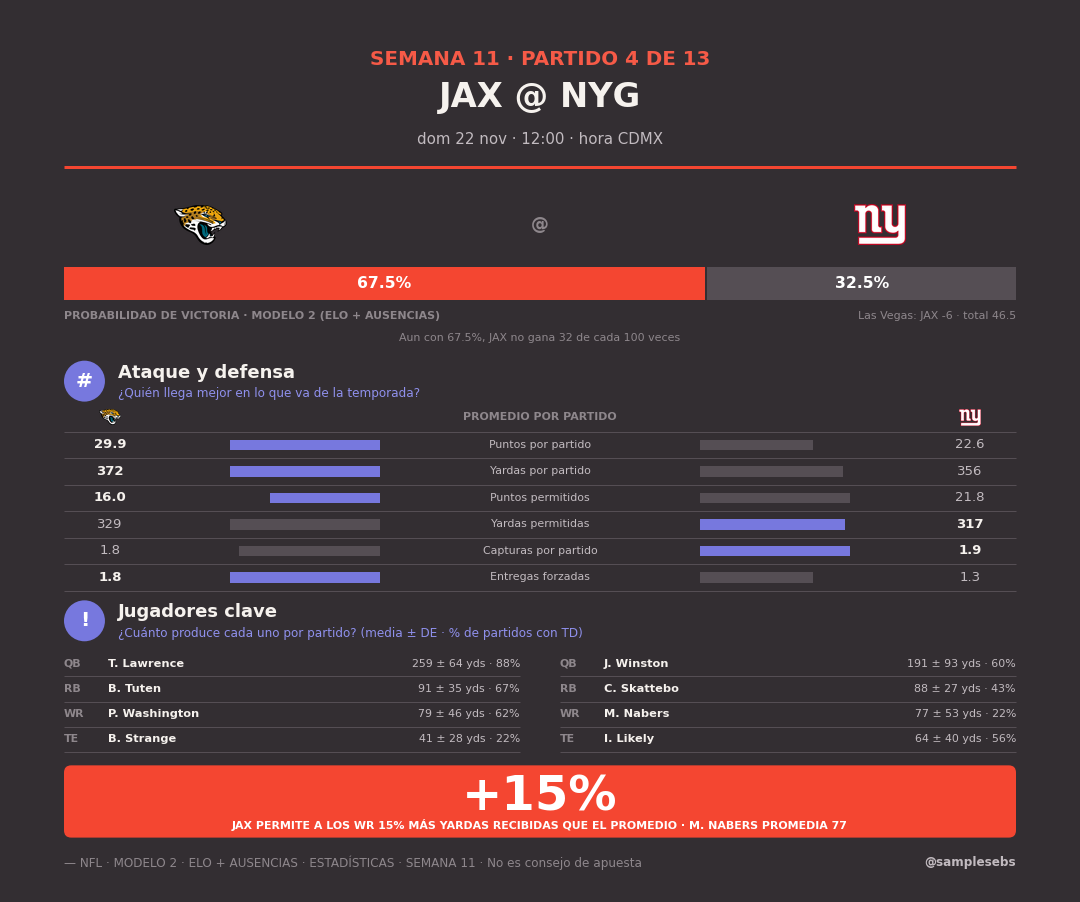 SEMANA 11 · PARTIDO 4 DE 13
JAX @ NYG
dom 22 nov · 12:00 · hora CDMX
@
ny
67.5% 32.5%
PROBABILIDAD DE VICTORIA · MODELO 2 (ELO + AUSENCIAS) Las Vegas: JAX -6 · total 46.5
Aun con 67.5%, JAX no gana 32 de cada 100 veces
# Ataque y defensa
¿Quién llega mejor en lo que va de la temporada?
PROMEDIO POR PARTIDO ny
29.9 Puntos por partido 22.6
372 Yardas por partido 356
16.0 Puntos permitidos 21.8
329 Yardas permitidas 317
1.8 Capturas por partido 1.9
1.8 Entregas forzadas 1.3
! Jugadores clave
¿Cuánto produce cada uno por partido? (media ± DE · % de partidos con TD)
QB T. Lawrence 259 ± 64 yds · 88% QB J. Winston 191 ± 93 yds · 60%
RB B. Tuten 91 ± 35 yds · 67% RB C. Skattebo 88 ± 27 yds · 43%
WR P. Washington 79 ± 46 yds · 62% WR M. Nabers 77 ± 53 yds · 22%
TE B. Strange 41 ± 28 yds · 22% TE I. Likely 64 ± 40 yds · 56%
+15%
JAX PERMITE A LOS WR 15% MÁS YARDAS RECIBIDAS QUE EL PROMEDIO · M. NABERS PROMEDIA 77
— NFL · MODELO 2 · ELO + AUSENCIAS · ESTADÍSTICAS · SEMANA 11 · No es consejo de apuesta @samplesebs